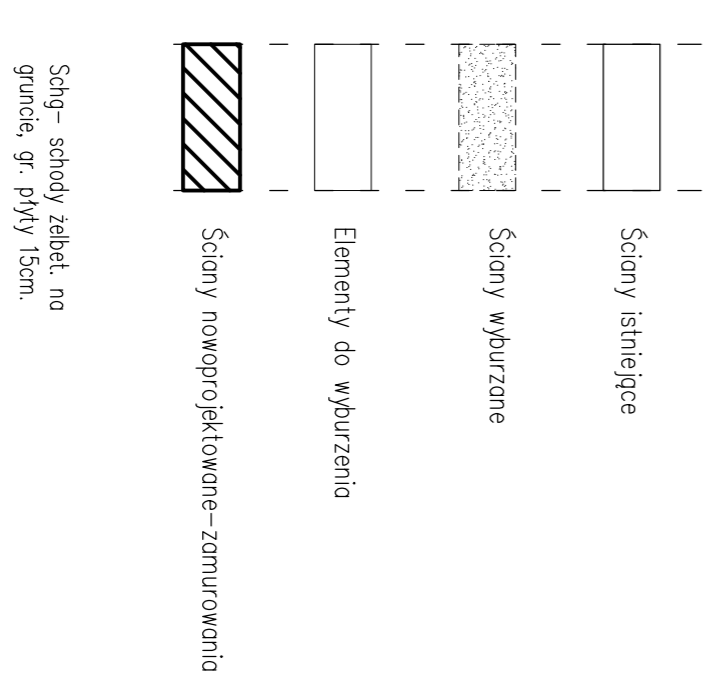 Ściany istniejące
Ściany wyburzane
Elementy do wyburzenia
Ściany nowoprojektowane-zamurowania
Schg- schody żelbet. na
gruncie, gr. płyty 15cm.